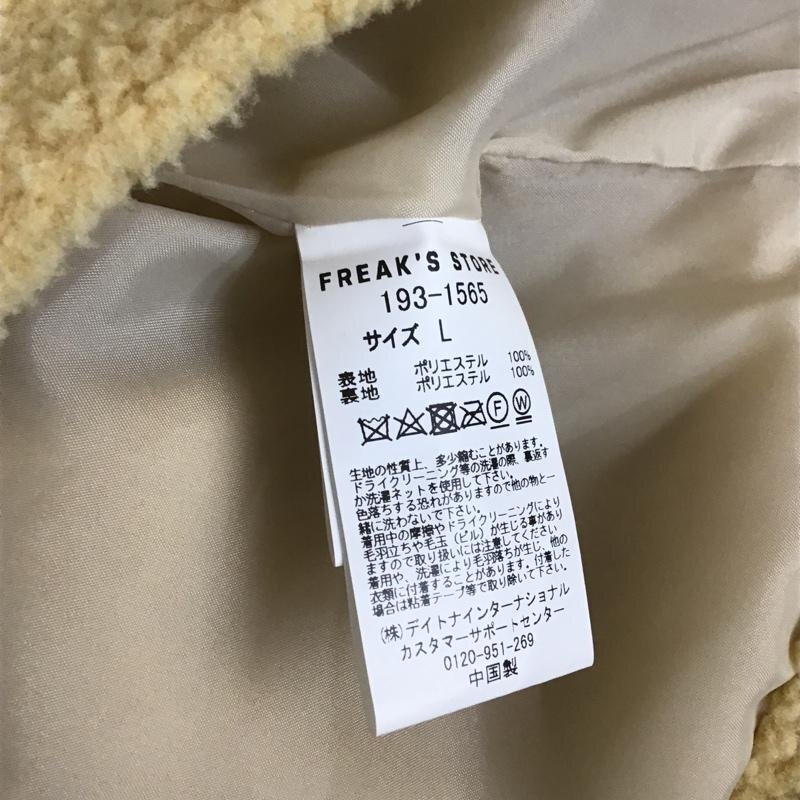 FREAK'S STORE
193-1565
サイズ L
表地 ポリエステル 100%
裏地 ポリエステル 100%
F W
生地の性質上、多少縮むことがあります。
ドライクリーニング等の洗濯の際、裏返す
か洗濯ネットを使用して下さい。
色落ちする恐れがありますので他の物と一
緒に洗わないで下さい。
着用中の摩擦やドライクリーニングにより
毛羽立ちや毛玉（ピル）が生じる事があり
ますので取り扱いには注意してください
着用や、洗濯により毛羽落ちが生じ、他の
衣類に付着することがあります。付着した
場合は粘着テープ等で取り除いて下さい。
(株)デイトナインターナショナル
カスタマーサポートセンター
0120-951-269
中国製